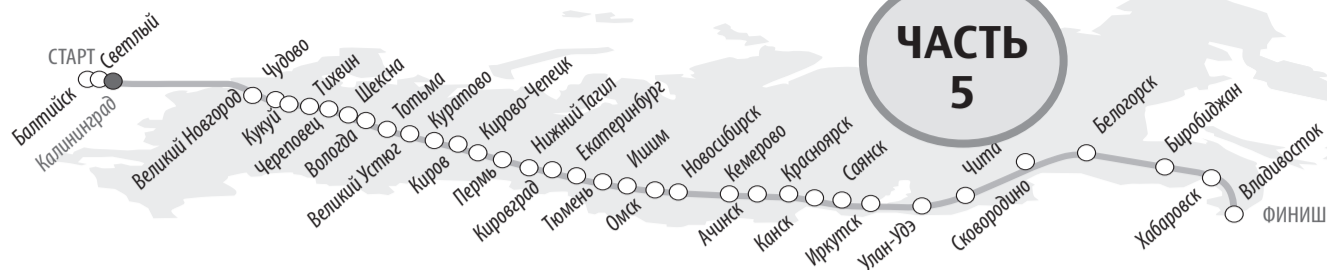 ЧАСТЬ
5
СТАРТ
Балтийск
Светлый
Калининград
Великий Новгород
Чудово
Кукуй
Тихвин
Череповец
Шексна
Вологда
Тотьма
Великий Устюг
Куратово
Киров
Кирово-Чепецк
Пермь
Нижний Тагил
Кировград
Екатеринбург
Тюмень
Ишим
Омск
Новосибирск
Ачинск
Кемерово
Канск
Красноярск
Иркутск
Саянск
Улан-Удэ
Чита
Сковородино
Белогорск
Биробиджан
Хабаровск
Владивосток
ФИНИШ